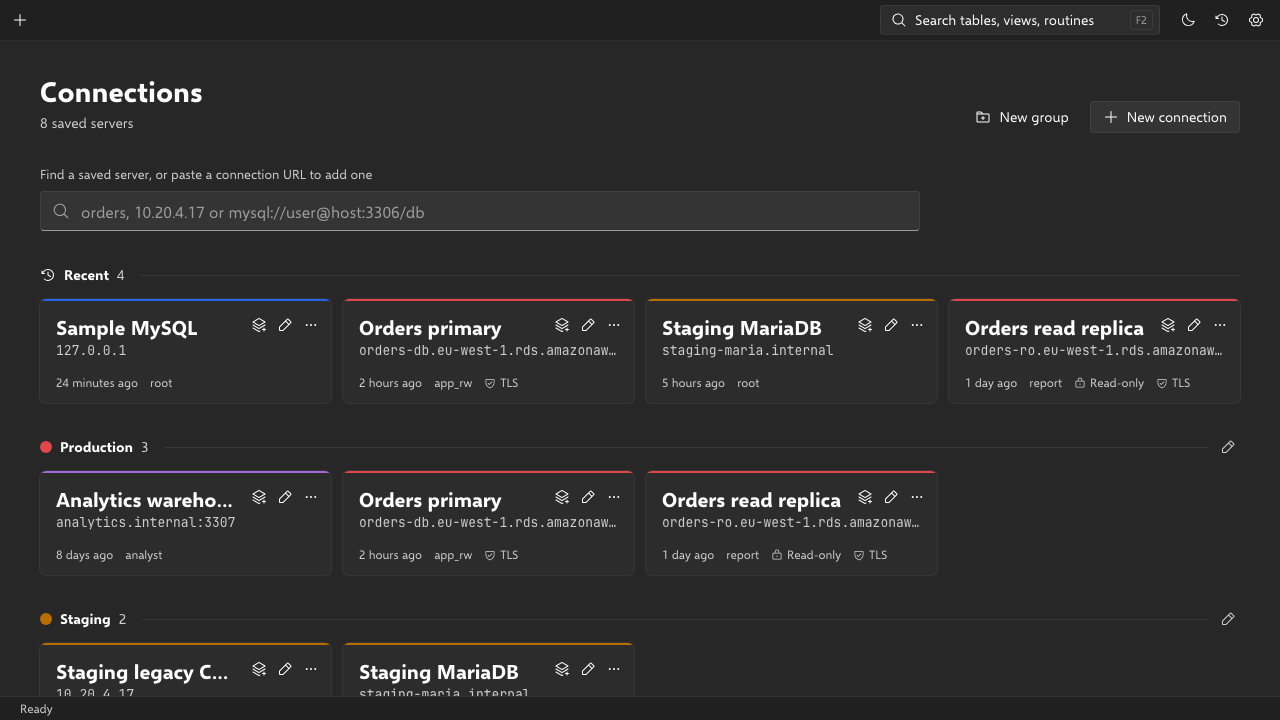 Search tables, views, routines F2
Connections
8 saved servers
New group
New connection
Find a saved server, or paste a connection URL to add one
orders, 10.20.4.17 or mysql://user@host:3306/db
Recent 4
Sample MySQL
127.0.0.1
24 minutes ago root
Orders primary
orders-db.eu-west-1.rds.amazonaw…
2 hours ago app_rw TLS
Staging MariaDB
staging-maria.internal
5 hours ago root
Orders read replica
orders-ro.eu-west-1.rds.amazonaw…
1 day ago report Read-only TLS
Production 3
Analytics wareho…
analytics.internal:3307
8 days ago analyst
Orders primary
orders-db.eu-west-1.rds.amazonaw…
2 hours ago app_rw TLS
Orders read replica
orders-ro.eu-west-1.rds.amazonaw…
1 day ago report Read-only TLS
Staging 2
Staging legacy C…
10.20.4.17
Staging MariaDB
staging-maria.internal
Ready